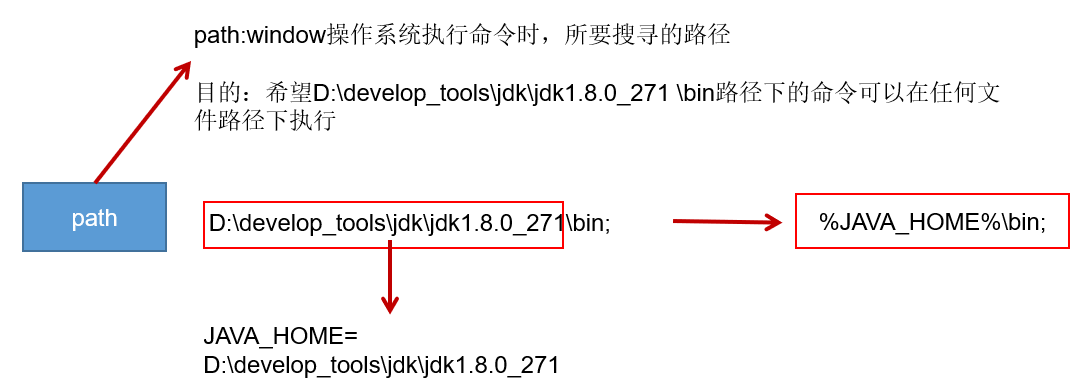 path:window操作系统执行命令时，所要搜寻的路径
目的：希望D:\develop_tools\jdk\jdk1.8.0_271 \bin路径下的命令可以在任何文
件路径下执行
path
D:\develop_tools\jdk\jdk1.8.0_271\bin;
%JAVA_HOME%\bin;
JAVA_HOME=
D:\develop_tools\jdk\jdk1.8.0_271